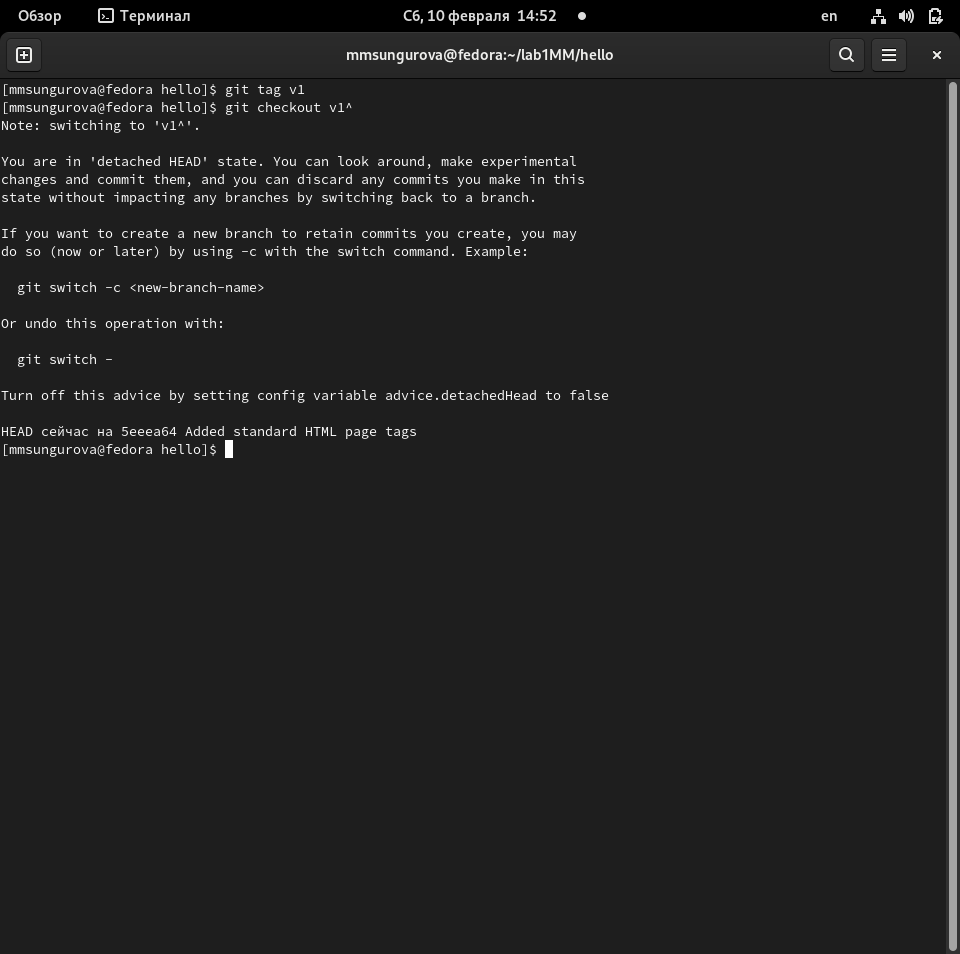 Обзор Терминал Сб, 10 февраля 14:52 en
mmsungurova@fedora:~/lab1MM/hello
[mmsungurova@fedora hello]$ git tag v1
[mmsungurova@fedora hello]$ git checkout v1^
Note: switching to 'v1^'.
You are in 'detached HEAD' state. You can look around, make experimental
changes and commit them, and you can discard any commits you make in this
state without impacting any branches by switching back to a branch.
If you want to create a new branch to retain commits you create, you may
do so (now or later) by using -c with the switch command. Example:
git switch -c <new-branch-name>
Or undo this operation with:
git switch -
Turn off this advice by setting config variable advice.detachedHead to false
HEAD сейчас на 5eeea64 Added standard HTML page tags
[mmsungurova@fedora hello]$